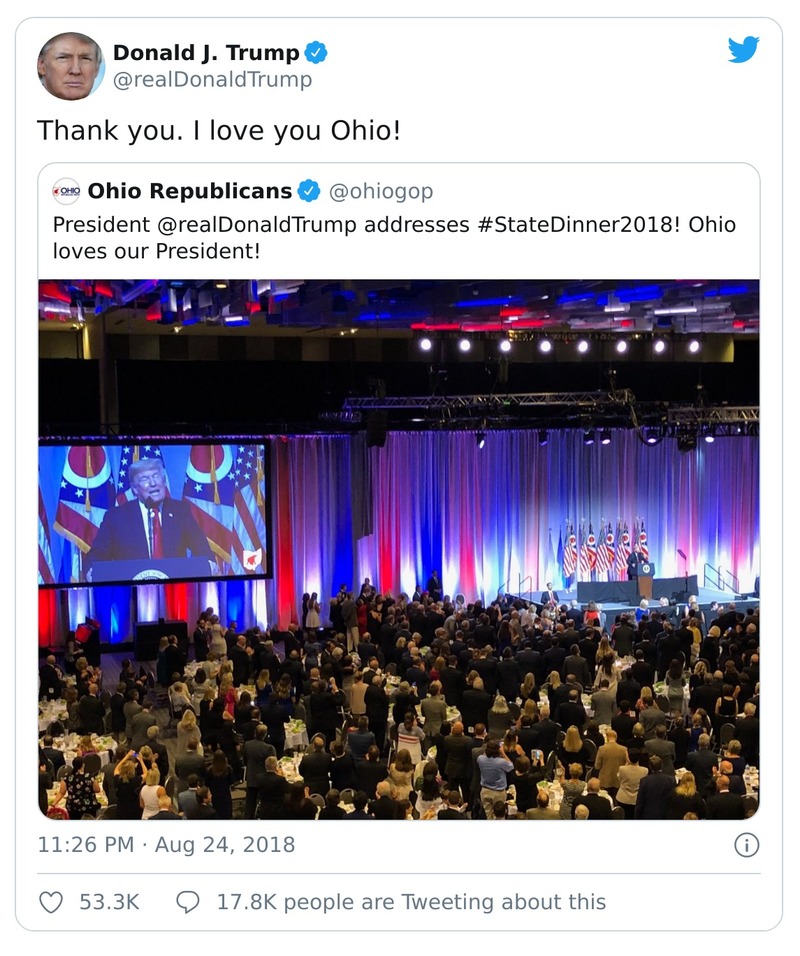 Donald J. Trump
@realDonaldTrump
Thank you. I love you Ohio!
OHIO
Ohio Republicans @ohiogop
President @realDonaldTrump addresses #StateDinner2018! Ohio
loves our President!
11:26 PM · Aug 24, 2018
53.3K
17.8K people are Tweeting about this